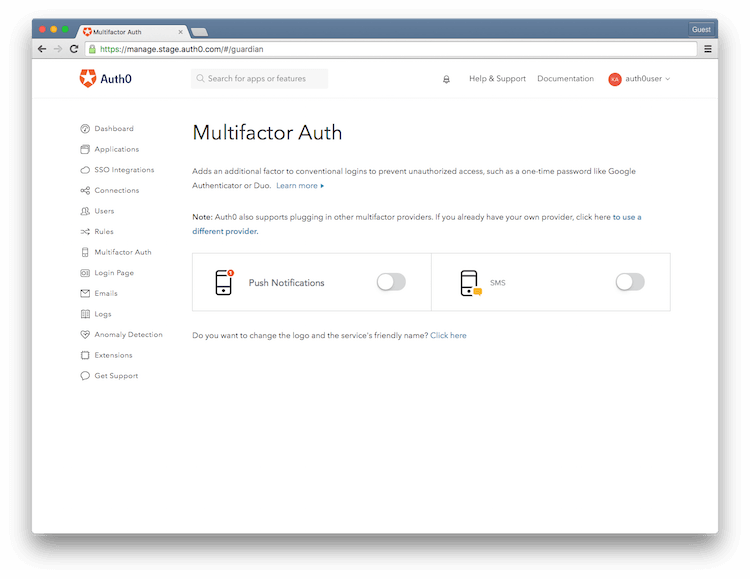 Multifactor Auth
Guest
https://manage.stage.auth0.com/#/guardian
Auth0
Search for apps or features
Help & Support
Documentation
KA
auth0user
Dashboard
Applications
SSO Integrations
Connections
Users
Rules
Multifactor Auth
Login Page
Emails
Logs
Anomaly Detection
Extensions
Get Support
Multifactor Auth
Adds an additional factor to conventional logins to prevent unauthorized access, such as a one-time password like Google
Authenticator or Duo. Learn more
Note: Auth0 also supports plugging in other multifactor providers. If you already have your own provider, click here to use a
different provider.
1
Push Notifications
SMS
Do you want to change the logo and the service's friendly name? Click here